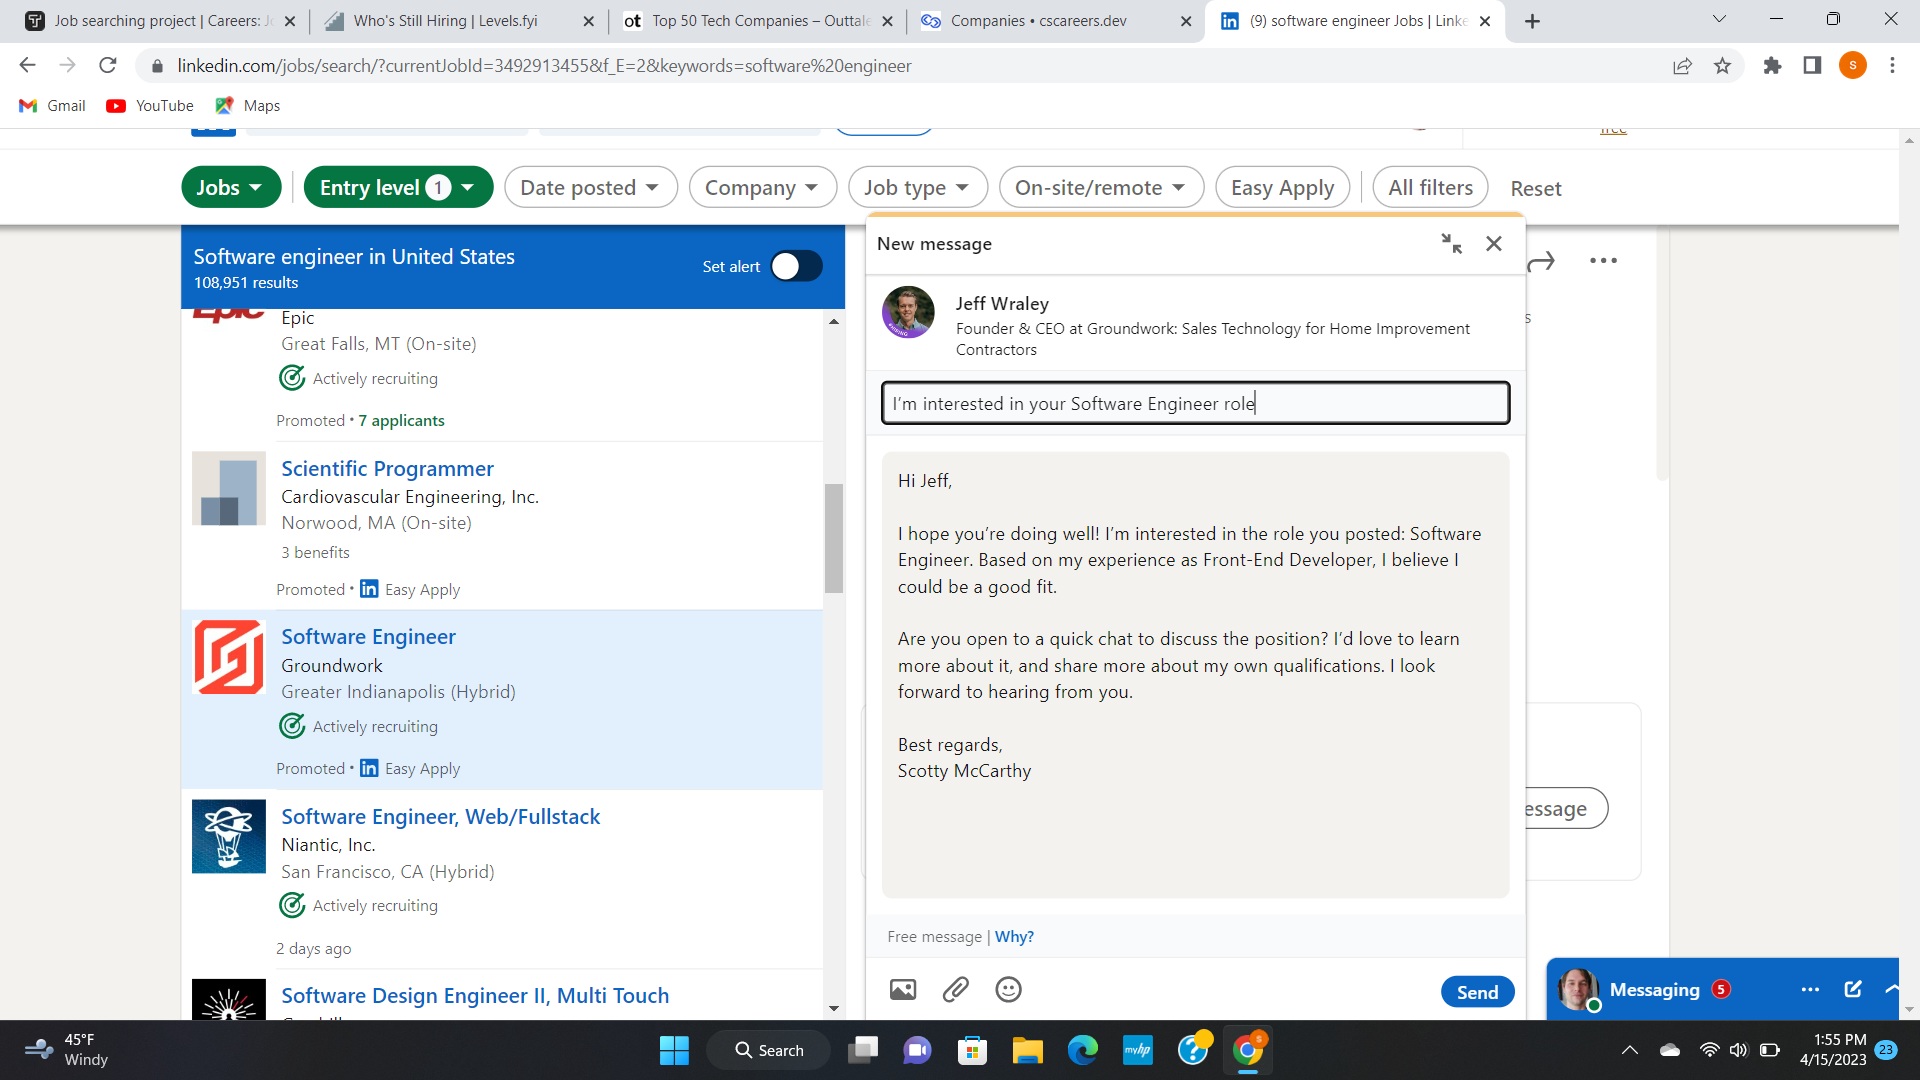 Job searching project | Careers: J
Who's Still Hiring | Levels.fyi
ot
Top 50 Tech Companies – Outtale
Companies • cscareers.dev
in
(9) software engineer Jobs | Linke
linkedin.com/jobs/search/?currentJobId=3492913455&f_E=2&keywords=software%20engineer
s
Gmail
YouTube
Maps
free
Jobs
Entry level 1
Date posted
Company
Job type
On-site/remote
Easy Apply
All filters
Reset
Software engineer in United States
108,951 results
Set alert
Epic
Epic
Great Falls, MT (On-site)
Actively recruiting
Promoted • 7 applicants
Scientific Programmer
Cardiovascular Engineering, Inc.
Norwood, MA (On-site)
3 benefits
Promoted • in Easy Apply
Software Engineer
Groundwork
Greater Indianapolis (Hybrid)
Actively recruiting
Promoted • in Easy Apply
Software Engineer, Web/Fullstack
Niantic, Inc.
San Francisco, CA (Hybrid)
Actively recruiting
2 days ago
Software Design Engineer II, Multi Touch
New message
Jeff Wraley
Founder & CEO at Groundwork: Sales Technology for Home Improvement
Contractors
I'm interested in your Software Engineer role
Hi Jeff,
I hope you're doing well! I'm interested in the role you posted: Software
Engineer. Based on my experience as Front-End Developer, I believe I
could be a good fit.
Are you open to a quick chat to discuss the position? I'd love to learn
more about it, and share more about my own qualifications. I look
forward to hearing from you.
Best regards,
Scotty McCarthy
Free message | Why?
Send
s
essage
Messaging 5
45°F
Windy
Search
myhp
s
1:55 PM
4/15/2023
23